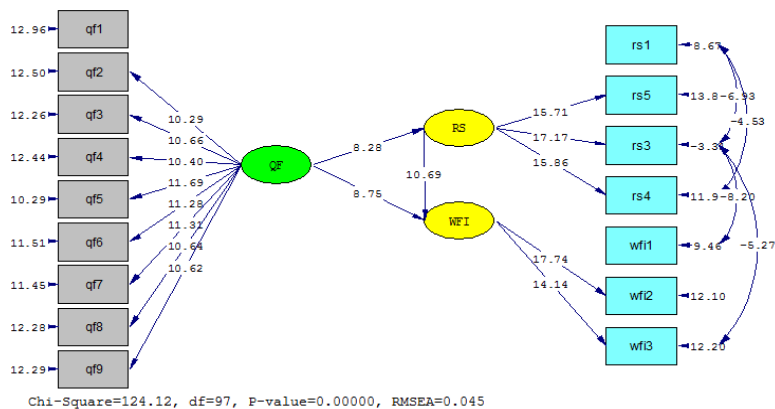 12.96 qf1
12.50 qf2
12.26 qf3
12.44 qf4
10.29 qf5
11.51 qf6
11.45 qf7
12.28 qf8
12.29 qf9
10.29
10.66
10.40
11.69
11.28
11.31
10.64
10.62
QF
8.28
8.75
RS
10.69
WFI
15.71
17.17
15.86
17.74
14.14
rs1 8.67
rs5 13.8 -6.93
-4.53
rs3 -3.31
rs4 11.9 -8.20
wfi1 9.46 -5.27
wfi2 12.10
wfi3 12.20
Chi-Square=124.12, df=97, P-value=0.00000, RMSEA=0.045